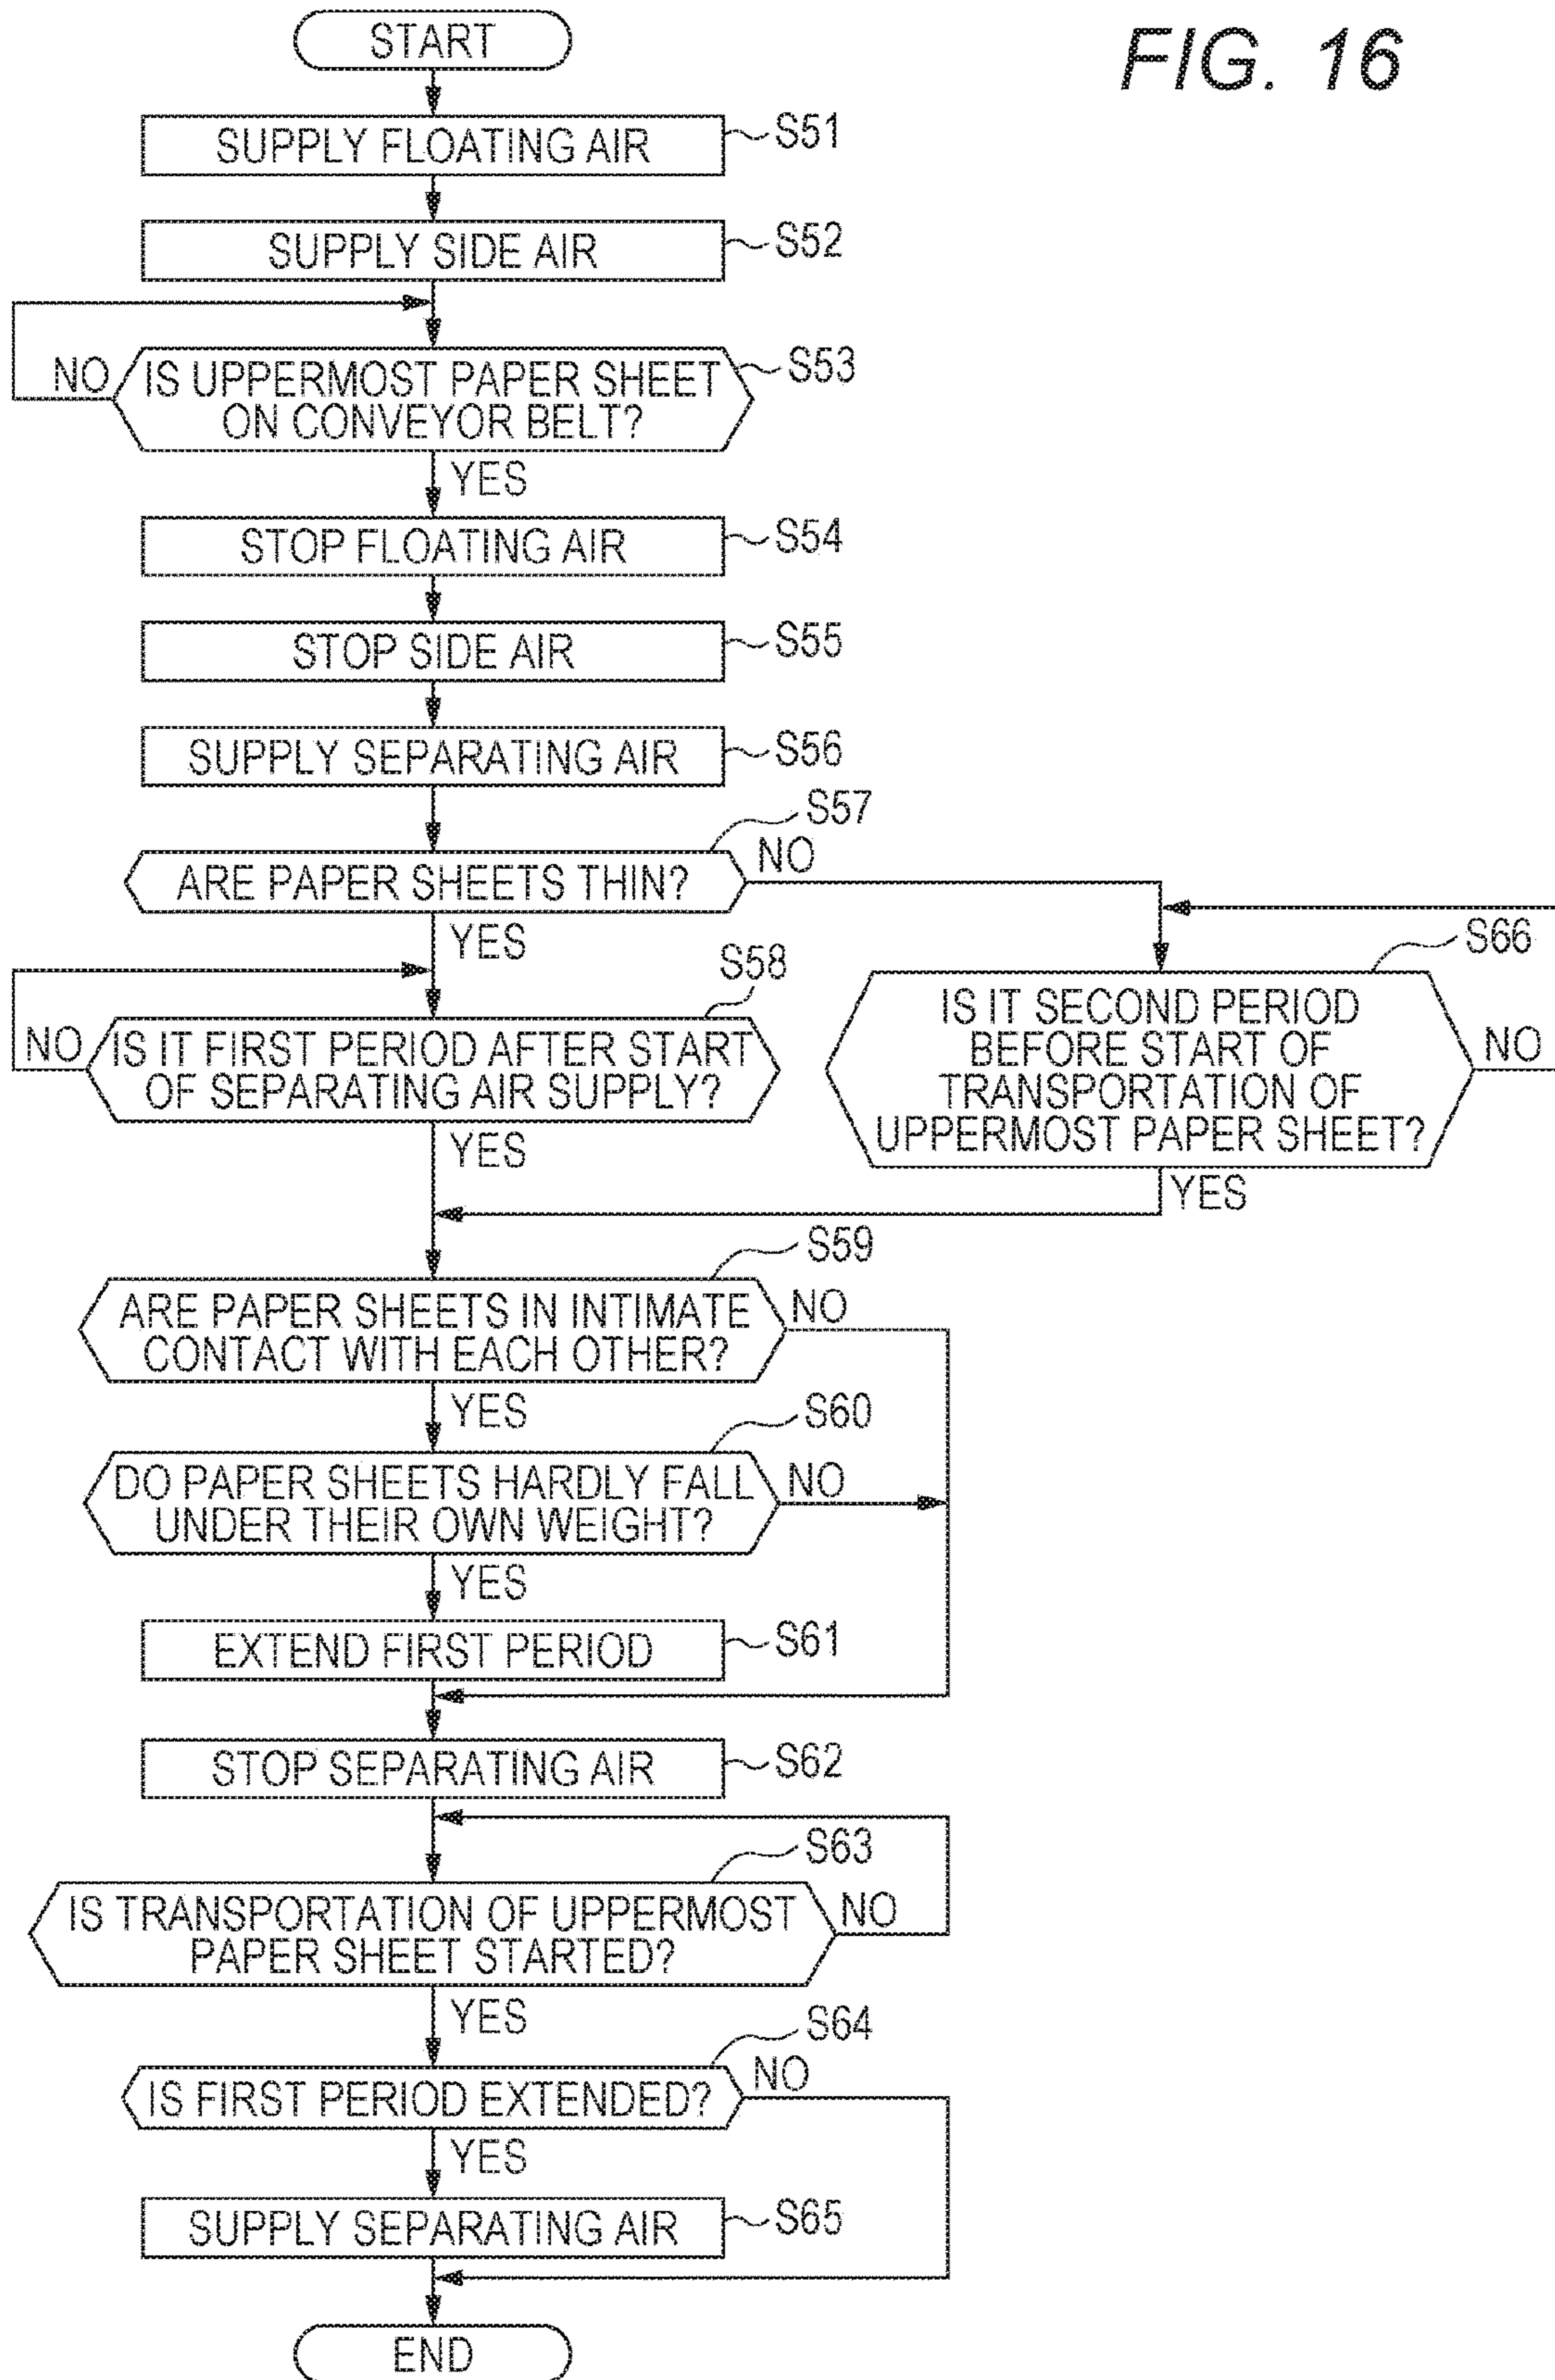 FIG. 16
START
SUPPLY FLOATING AIR
S51
SUPPLY SIDE AIR
S52
NO
IS UPPERMOST PAPER SHEET
ON CONVEYOR BELT?
S53
YES
STOP FLOATING AIR
S54
STOP SIDE AIR
S55
SUPPLY SEPARATING AIR
S56
S57
ARE PAPER SHEETS THIN?
NO
YES
S58
NO
IS IT FIRST PERIOD AFTER START
OF SEPARATING AIR SUPPLY?
YES
S66
IS IT SECOND PERIOD
BEFORE START OF
TRANSPORTATION OF
UPPERMOST PAPER SHEET?
NO
YES
S59
ARE PAPER SHEETS IN INTIMATE
CONTACT WITH EACH OTHER?
NO
YES
S60
DO PAPER SHEETS HARDLY FALL
UNDER THEIR OWN WEIGHT?
NO
YES
EXTEND FIRST PERIOD
S61
STOP SEPARATING AIR
S62
S63
IS TRANSPORTATION OF UPPERMOST
PAPER SHEET STARTED?
NO
YES
S64
IS FIRST PERIOD EXTENDED?
NO
YES
SUPPLY SEPARATING AIR
S65
END